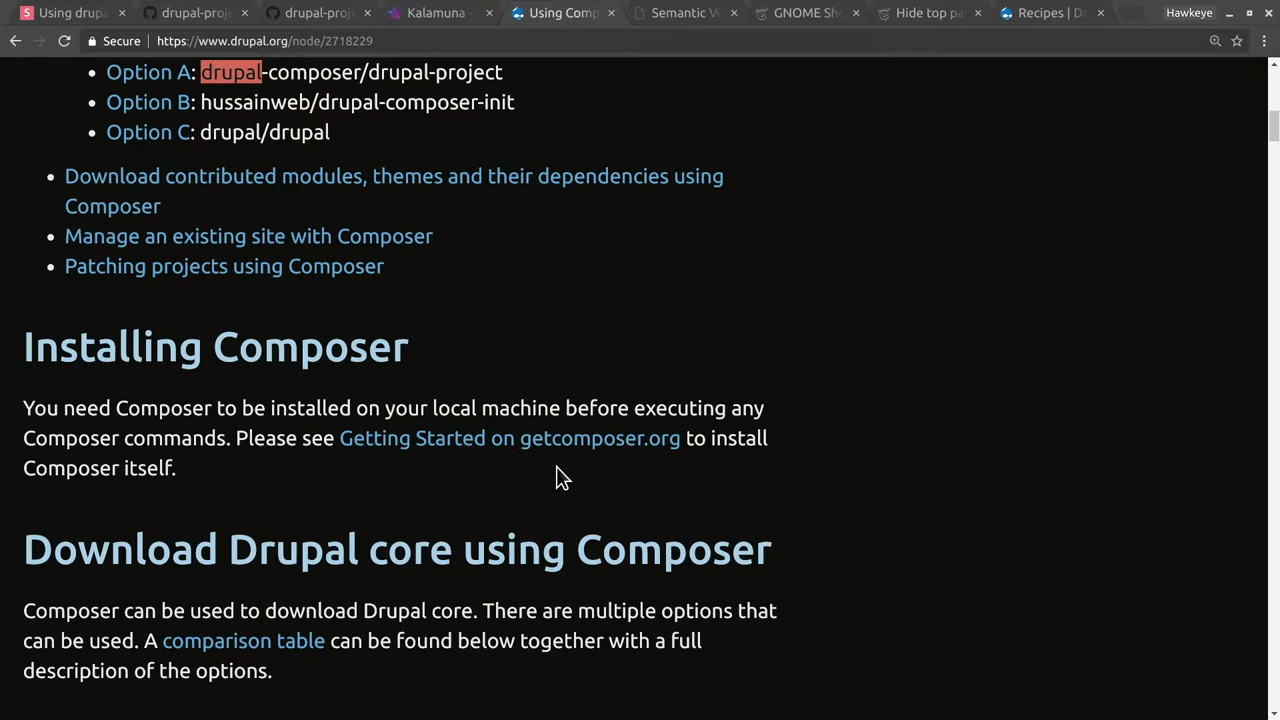 Using drupa
drupal-proj
drupal-proj
Kalamuna -
Using Comp
Semantic V
GNOME She
Hide top pa
Recipes | D
Hawkeye
Secure
https://www.drupal.org/node/2718229
• Option A: drupal-composer/drupal-project
• Option B: hussainweb/drupal-composer-init
• Option C: drupal/drupal
• Download contributed modules, themes and their dependencies using
Composer
• Manage an existing site with Composer
• Patching projects using Composer
Installing Composer
You need Composer to be installed on your local machine before executing any
Composer commands. Please see Getting Started on getcomposer.org to install
Composer itself.
Download Drupal core using Composer
Composer can be used to download Drupal core. There are multiple options that
can be used. A comparison table can be found below together with a full
description of the options.